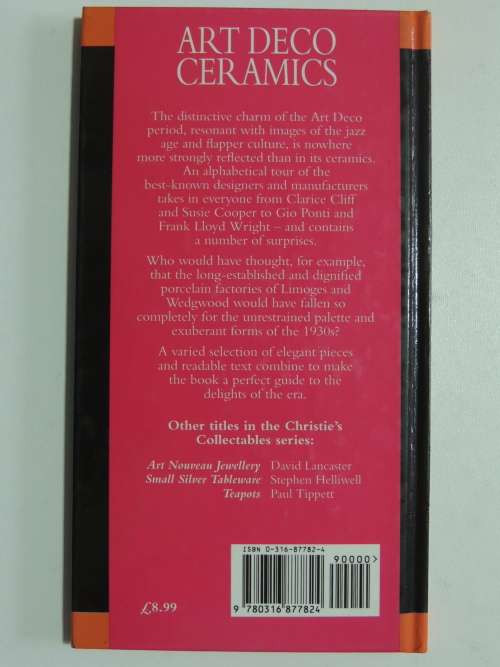 ART DECO
CERAMICS
The distinctive charm of the Art Deco
period, resonant with images of the jazz
age and flapper culture, is nowhere
more strongly reflected than in its ceramics.
An alphabetical tour of the
best-known designers and manufacturers
takes in everyone from Clarice Cliff
and Susie Cooper to Gio Ponti and
Frank Lloyd Wright – and contains
a number of surprises.
Who would have thought, for example,
that the long-established and dignified
porcelain factories of Limoges and
Wedgwood would have fallen so
completely for the unrestrained palette and
exuberant forms of the 1930s?
A varied selection of elegant pieces
and readable text combine to make
the book a perfect guide to the
delights of the era.
Other titles in the Christie's
Collectables series:
Art Nouveau Jewellery David Lancaster
Small Silver Tableware Stephen Helliwell
Teapots Paul Tippett
ISBN 0-316-87782-4
90000>
9 780316 877824
£8.99